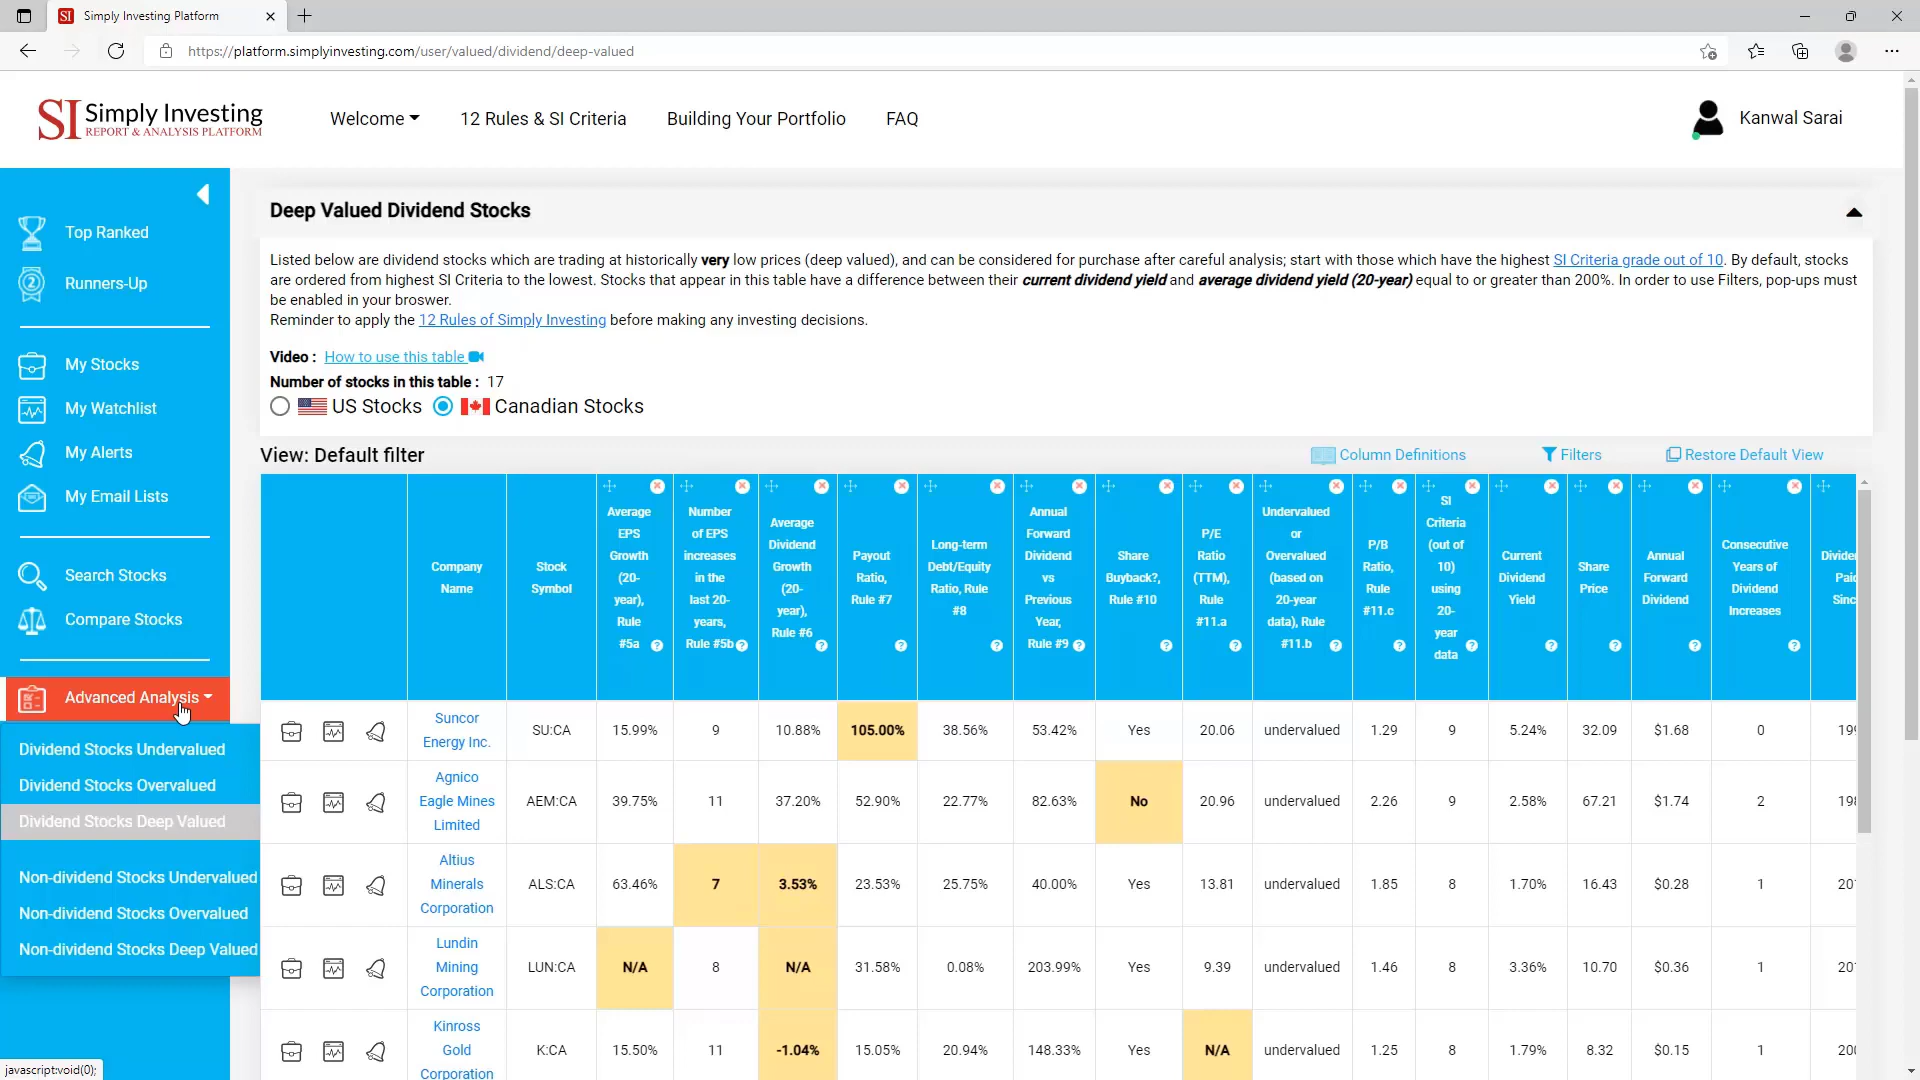 Simply Investing Platform
https://platform.simplyinvesting.com/user/valued/dividend/deep-valued
SI Simply Investing
REPORT & ANALYSIS PLATFORM
Welcome
12 Rules & SI Criteria
Building Your Portfolio
FAQ
Kanwal Sarai
Top Ranked
Runners-Up
My Stocks
My Watchlist
My Alerts
My Email Lists
Search Stocks
Compare Stocks
Advanced Analysis
Dividend Stocks Undervalued
Dividend Stocks Overvalued
Dividend Stocks Deep Valued
Non-dividend Stocks Undervalued
Non-dividend Stocks Overvalued
Non-dividend Stocks Deep Valued
javascript:void(0);
Deep Valued Dividend Stocks
Listed below are dividend stocks which are trading at historically very low prices (deep valued), and can be considered for purchase after careful analysis; start with those which have the highest SI Criteria grade out of 10. By default, stocks
are ordered from highest SI Criteria to the lowest. Stocks that appear in this table have a difference between their current dividend yield and average dividend yield (20-year) equal to or greater than 200%. In order to use Filters, pop-ups must
be enabled in your broswer.
Reminder to apply the 12 Rules of Simply Investing before making any investing decisions.
Video : How to use this table
Number of stocks in this table : 17
US Stocks Canadian Stocks
View: Default filter
Column Definitions
Filters
Restore Default View
Company
Name
Stock
Symbol
Average
EPS
Growth
(20-
year),
Rule
#5a
Number
of EPS
increases
in the
last 20-
years,
Rule #5b
Average
Dividend
Growth
(20-
year),
Rule #6
Payout
Ratio,
Rule #7
Long-term
Debt/Equity
Ratio, Rule
#8
Annual
Forward
Dividend
vs
Previous
Year,
Rule #9
Share
Buyback?,
Rule #10
P/E
Ratio
(TTM),
Rule
#11.a
Undervalued
or
Overvalued
(based on
20-year
data), Rule
#11.b
P/B
Ratio,
Rule
#11.c
SI
Criteria
(out of
10)
using
20-
year
data
Current
Dividend
Yield
Share
Price
Annual
Forward
Dividend
Consecutive
Years of
Dividend
Increases
Suncor
Energy Inc.
SU:CA 15.99% 9 10.88% 105.00% 38.56% 53.42% Yes 20.06 undervalued 1.29 9 5.24% 32.09 $1.68 0
Agnico
Eagle Mines
Limited
AEM:CA 39.75% 11 37.20% 52.90% 22.77% 82.63% No 20.96 undervalued 2.26 9 2.58% 67.21 $1.74 2
Altius
Minerals
Corporation
ALS:CA 63.46% 7 3.53% 23.53% 25.75% 40.00% Yes 13.81 undervalued 1.85 8 1.70% 16.43 $0.28 1
Lundin
Mining
Corporation
LUN:CA N/A 8 N/A 31.58% 0.08% 203.99% Yes 9.39 undervalued 1.46 8 3.36% 10.70 $0.36 1
Kinross
Gold
Corporation
K:CA 15.50% 11 -1.04% 15.05% 20.94% 148.33% Yes N/A undervalued 1.25 8 1.79% 8.32 $0.15 1